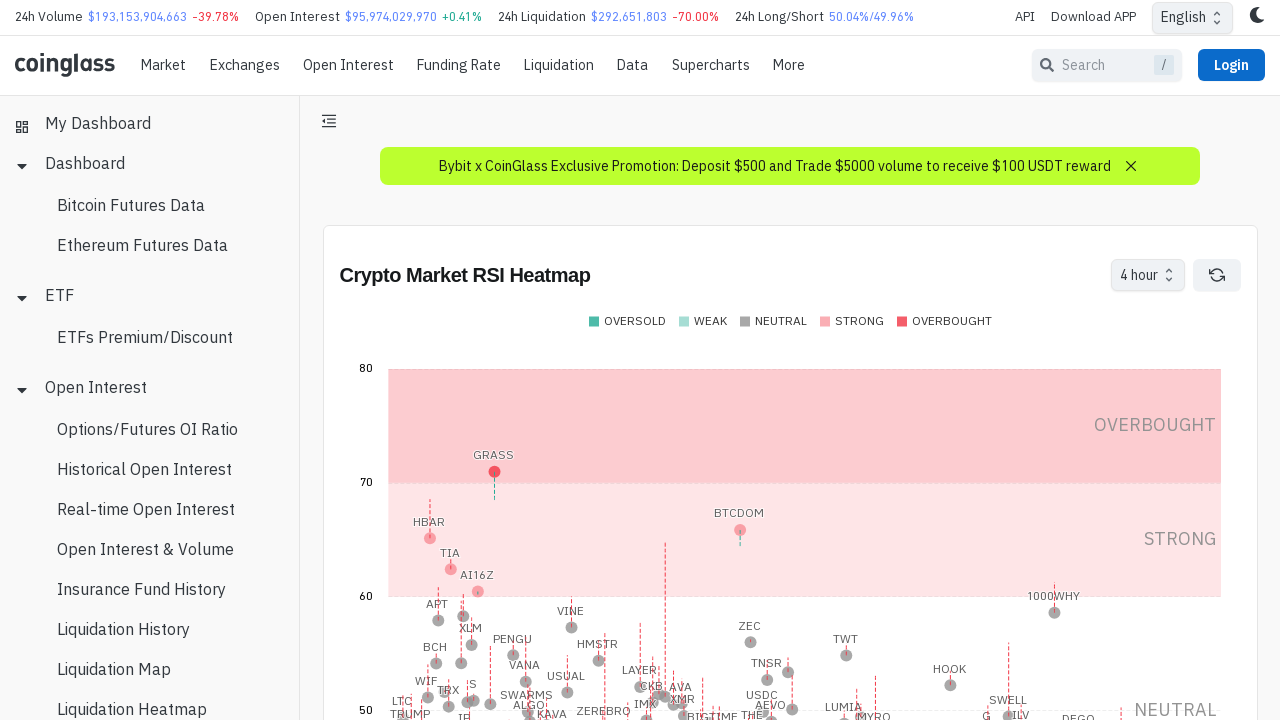 24h Volume $193,153,904,663 -39.78% Open Interest $95,974,029,970 +0.41% 24h Liquidation $292,651,803 -70.00% 24h Long/Short 50.04%/49.96% API Download APP English
coinglass Market Exchanges Open Interest Funding Rate Liquidation Data Supercharts More Search / Login
My Dashboard
Dashboard
Bitcoin Futures Data
Ethereum Futures Data
ETF
ETFs Premium/Discount
Open Interest
Options/Futures OI Ratio
Historical Open Interest
Real-time Open Interest
Open Interest & Volume
Insurance Fund History
Liquidation History
Liquidation Map
Liquidation Heatmap
Bybit x CoinGlass Exclusive Promotion: Deposit $500 and Trade $5000 volume to receive $100 USDT reward
Crypto Market RSI Heatmap 4 hour
OVERSOLD WEAK NEUTRAL STRONG OVERBOUGHT
80
OVERBOUGHT
GRASS
70
BTCDOM
HBAR
STRONG
TIA
AI16Z
60
1000WHY
APT
VINE
XLM
ZEC
PENGU
TWT
HMSTR
BCH
VANA
TNSR
LAYER
HOOK
USUAL
WIF
S
CKB
AVA
TRX
SWARMS
USDC
LTC
XMR
SWELL
ALGO
IMX
AEVO
LUMIA
50
NEUTRAL
TRUMP
KAVA
ZEREBRO
BIGTIME
MYRO
ILV
DEGO